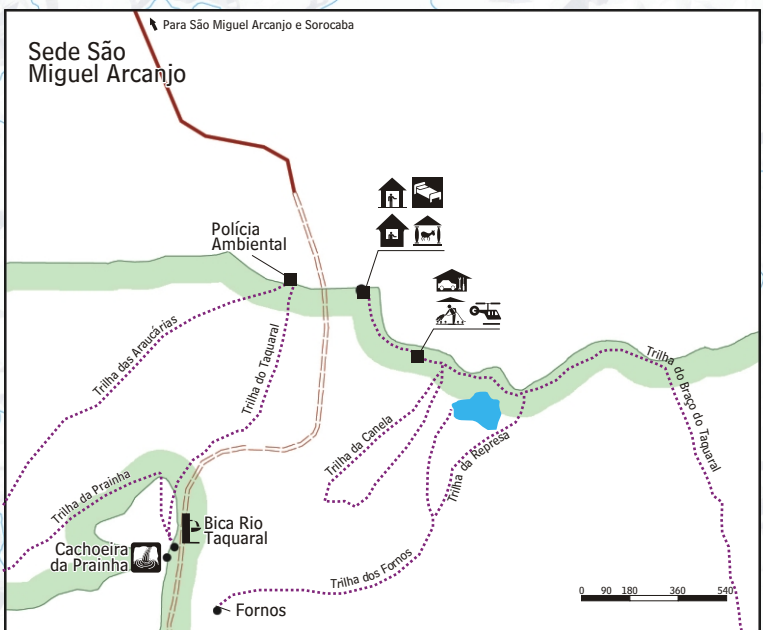 Para São Miguel Arcanjo e Sorocaba
Sede São
Miguel Arcanjo
Polícia
Ambiental
Trilha das Araucárias
Trilha do Taquaral
Trilha do Braço do Taquaral
Trilha da Canela
Trilha da Represa
Trilha da Prainha
Bica Rio
Taquaral
Cachoeira
da Prainha
Trilha dos Fornos
Fornos
0 90 180 360 540